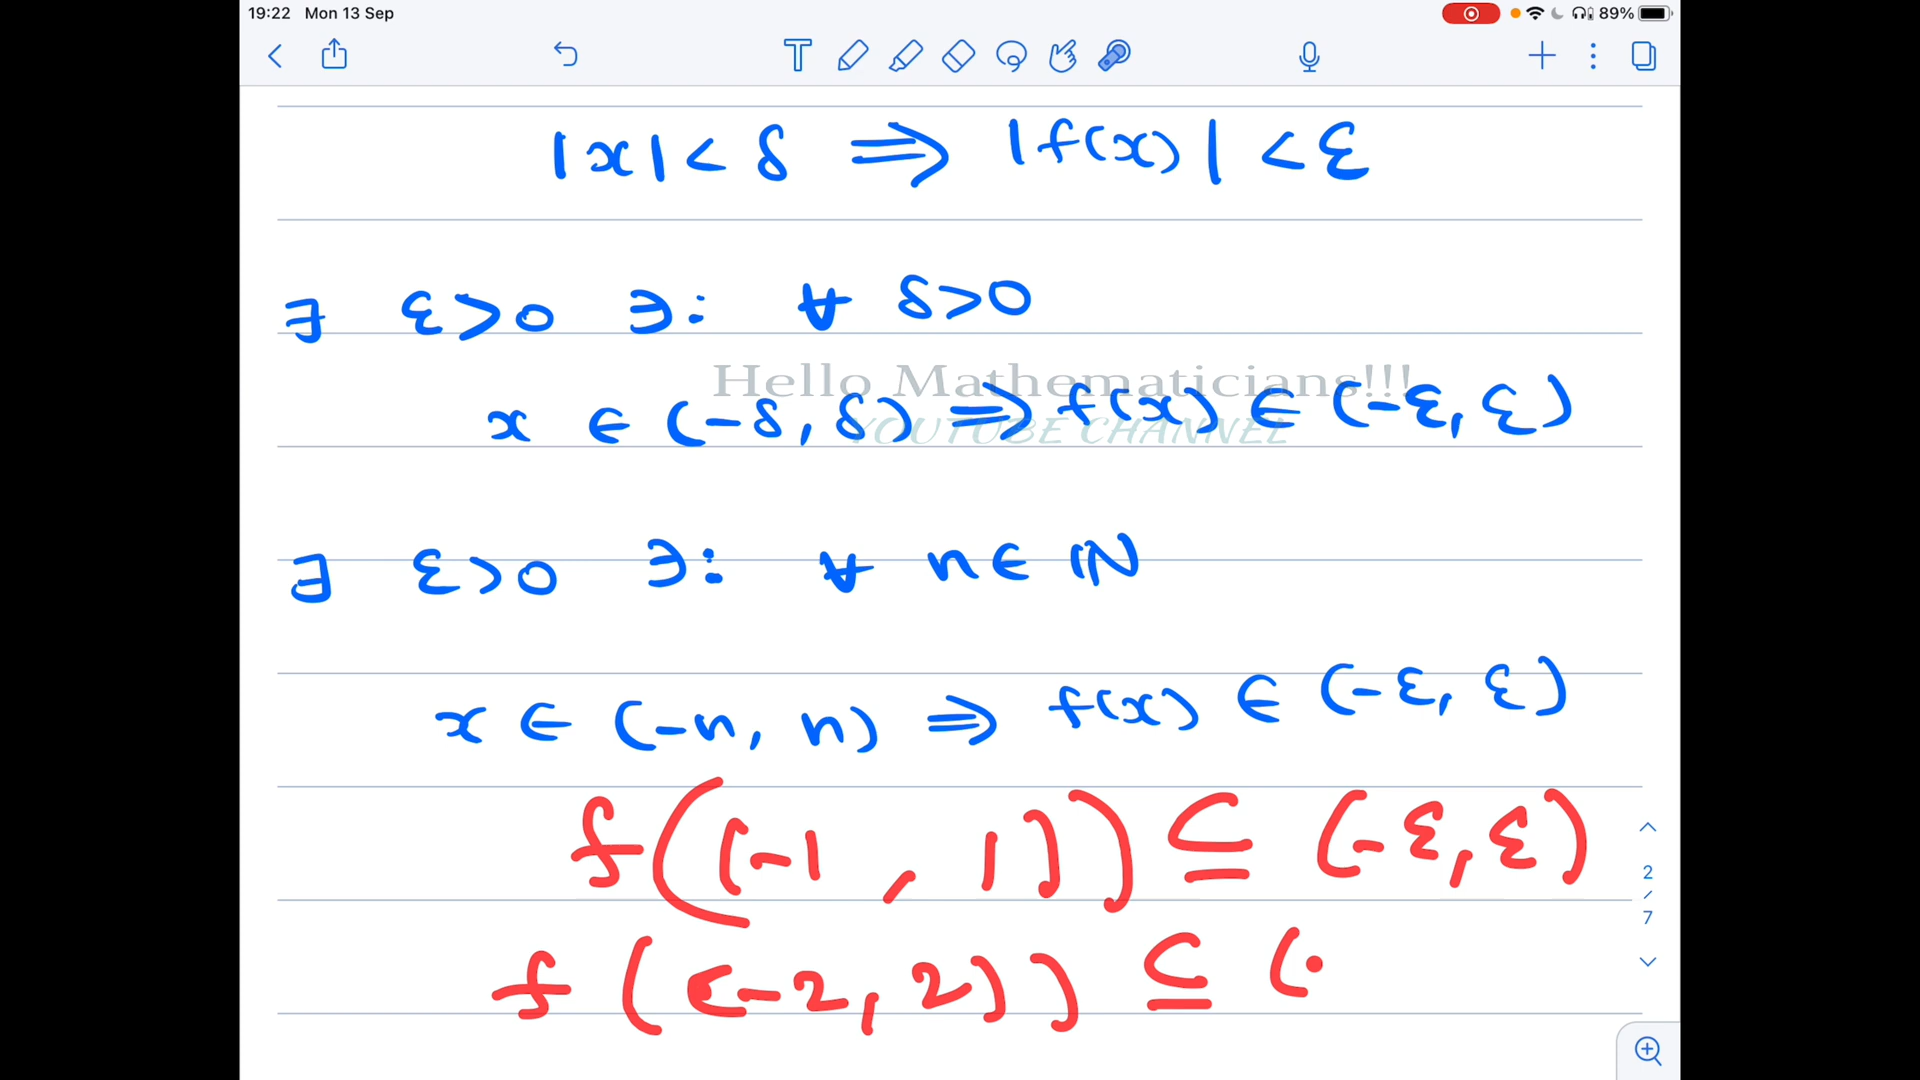 19:22 Mon 13 Sep 89%
|x| < δ ⟹ |f(x)| < ε
∃ ε>0 ∋: ∀ δ>0
Hello Mathematicians!!!
x ∈ (-δ, δ) ⟹ f(x) ∈ (-ε, ε)
YOUTUBE CHANNEL
∃ ε>0 ∋: ∀ n ∈ ℕ
x ∈ (-n, n) ⟹ f(x) ∈ (-ε, ε)
f((-1, 1)) ⊆ (-ε, ε)
2
/
7
f((-2, 2)) ⊆ (